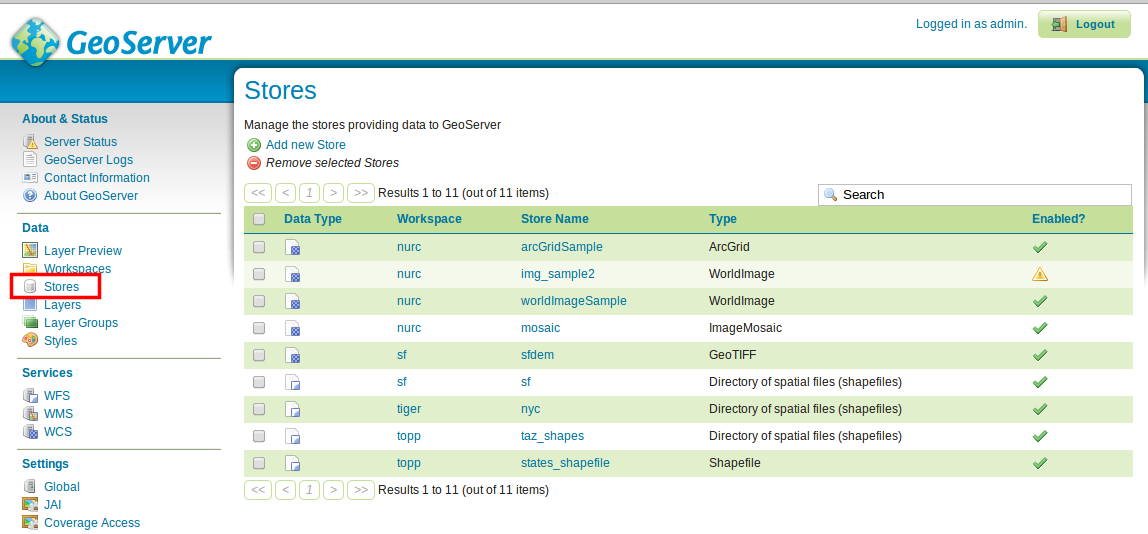 GeoServer
Logged in as admin.
Logout
About & Status
Server Status
GeoServer Logs
Contact Information
About GeoServer
Data
Layer Preview
Workspaces
Stores
Layers
Layer Groups
Styles
Services
WFS
WMS
WCS
Settings
Global
JAI
Coverage Access
Stores
Manage the stores providing data to GeoServer
Add new Store
Remove selected Stores
<< < 1 > >> Results 1 to 11 (out of 11 items)
Search
Data Type Workspace Store Name Type Enabled?
nurc arcGridSample ArcGrid
nurc img_sample2 WorldImage
nurc worldImageSample WorldImage
nurc mosaic ImageMosaic
sf sfdem GeoTIFF
sf sf Directory of spatial files (shapefiles)
tiger nyc Directory of spatial files (shapefiles)
topp taz_shapes Directory of spatial files (shapefiles)
topp states_shapefile Shapefile
<< < 1 > >> Results 1 to 11 (out of 11 items)